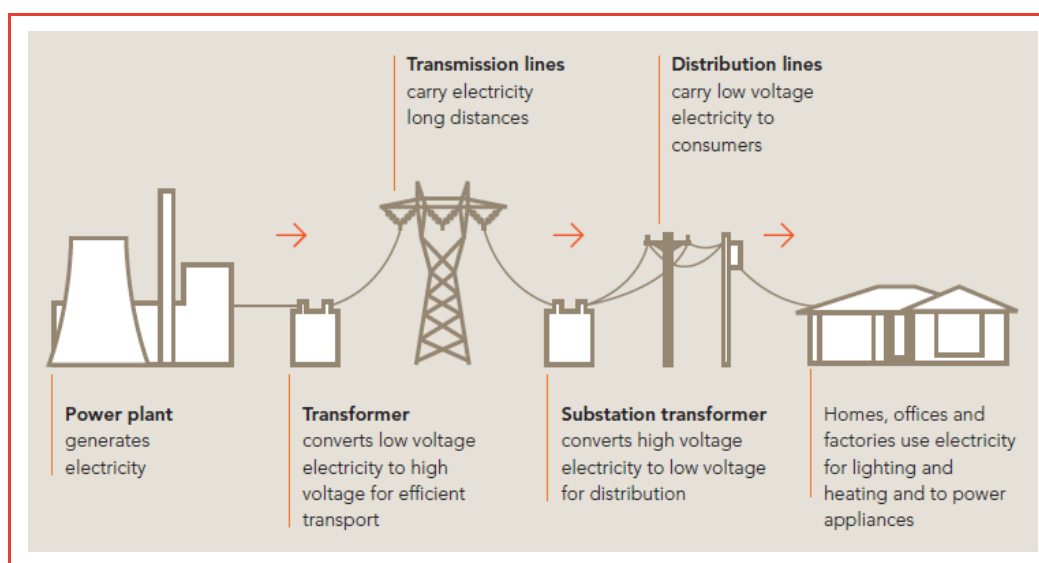 Transmission lines
carry electricity
long distances
Distribution lines
carry low voltage
electricity to
consumers
Power plant
generates
electricity
Transformer
converts low voltage
electricity to high
voltage for efficient
transport
Substation transformer
converts high voltage
electricity to low voltage
for distribution
Homes, offices and
factories use electricity
for lighting and
heating and to power
appliances